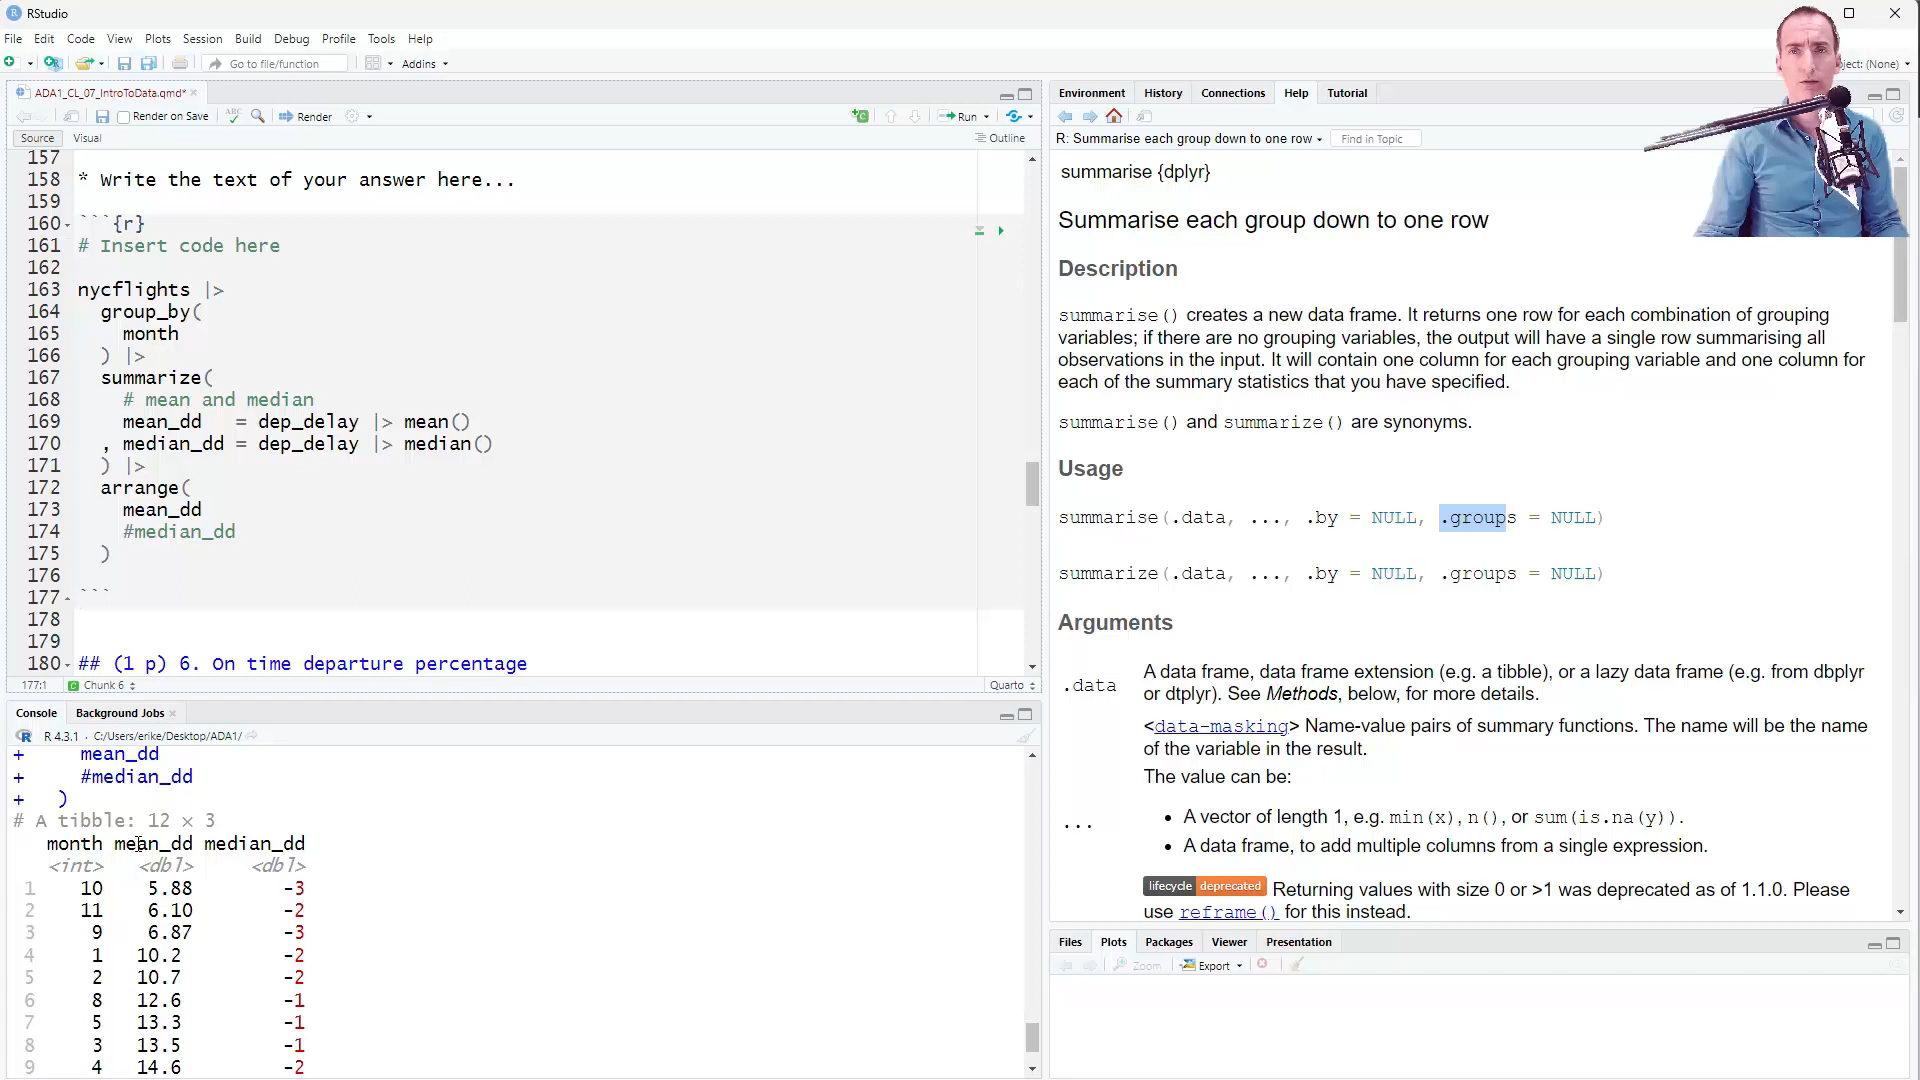 RStudio
File Edit Code View Plots Session Build Debug Profile Tools Help
Go to file/function Addins
ject: (None)
ADA1_CL_07_IntroToData.qmd*
Render on Save ABC Render Run
Source Visual Outline
157
158 * Write the text of your answer here...
159
160 ```{r}
161 # Insert code here
162
163 nycflights |>
164 group_by(
165 month
166 ) |>
167 summarize(
168 # mean and median
169 mean_dd = dep_delay |> mean()
170 , median_dd = dep_delay |> median()
171 ) |>
172 arrange(
173 mean_dd
174 #median_dd
175 )
176
177 ```
178
179
180 ## (1 p) 6. On time departure percentage
177:1 Chunk 6 Quarto
Console Background Jobs
R 4.3.1 · C:/Users/erike/Desktop/ADA1/
+ mean_dd
+ #median_dd
+ )
# A tibble: 12 × 3
month mean_dd median_dd
<int> <dbl> <dbl>
1 10 5.88 -3
2 11 6.10 -2
3 9 6.87 -3
4 1 10.2 -2
5 2 10.7 -2
6 8 12.6 -1
7 5 13.3 -1
8 3 13.5 -1
9 4 14.6 -2
Environment History Connections Help Tutorial
R: Summarise each group down to one row Find in Topic
summarise {dplyr}
Summarise each group down to one row
Description
summarise() creates a new data frame. It returns one row for each combination of grouping
variables; if there are no grouping variables, the output will have a single row summarising all
observations in the input. It will contain one column for each grouping variable and one column for
each of the summary statistics that you have specified.
summarise() and summarize() are synonyms.
Usage
summarise(.data, ..., .by = NULL, .groups = NULL)
summarize(.data, ..., .by = NULL, .groups = NULL)
Arguments
.data A data frame, data frame extension (e.g. a tibble), or a lazy data frame (e.g. from dbplyr
or dtplyr). See Methods, below, for more details.
... <data-masking> Name-value pairs of summary functions. The name will be the name
of the variable in the result.
The value can be:
• A vector of length 1, e.g. min(x), n(), or sum(is.na(y)).
• A data frame, to add multiple columns from a single expression.
lifecycle deprecated Returning values with size 0 or >1 was deprecated as of 1.1.0. Please
use reframe() for this instead.
Files Plots Packages Viewer Presentation
Zoom Export